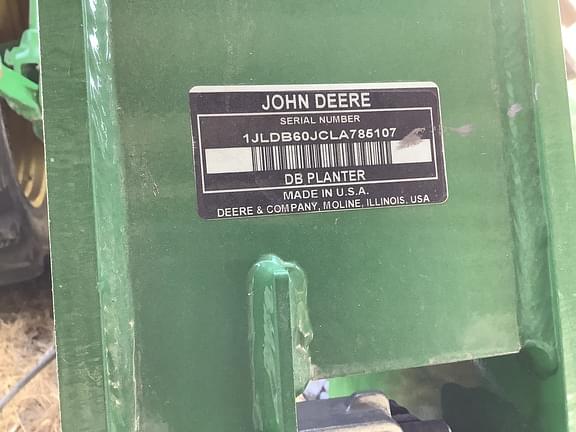 JOHN DEERE
SERIAL NUMBER
1JLDB60JCLA785107
DB PLANTER
MADE IN U.S.A.
DEERE & COMPANY, MOLINE, ILLINOIS, USA